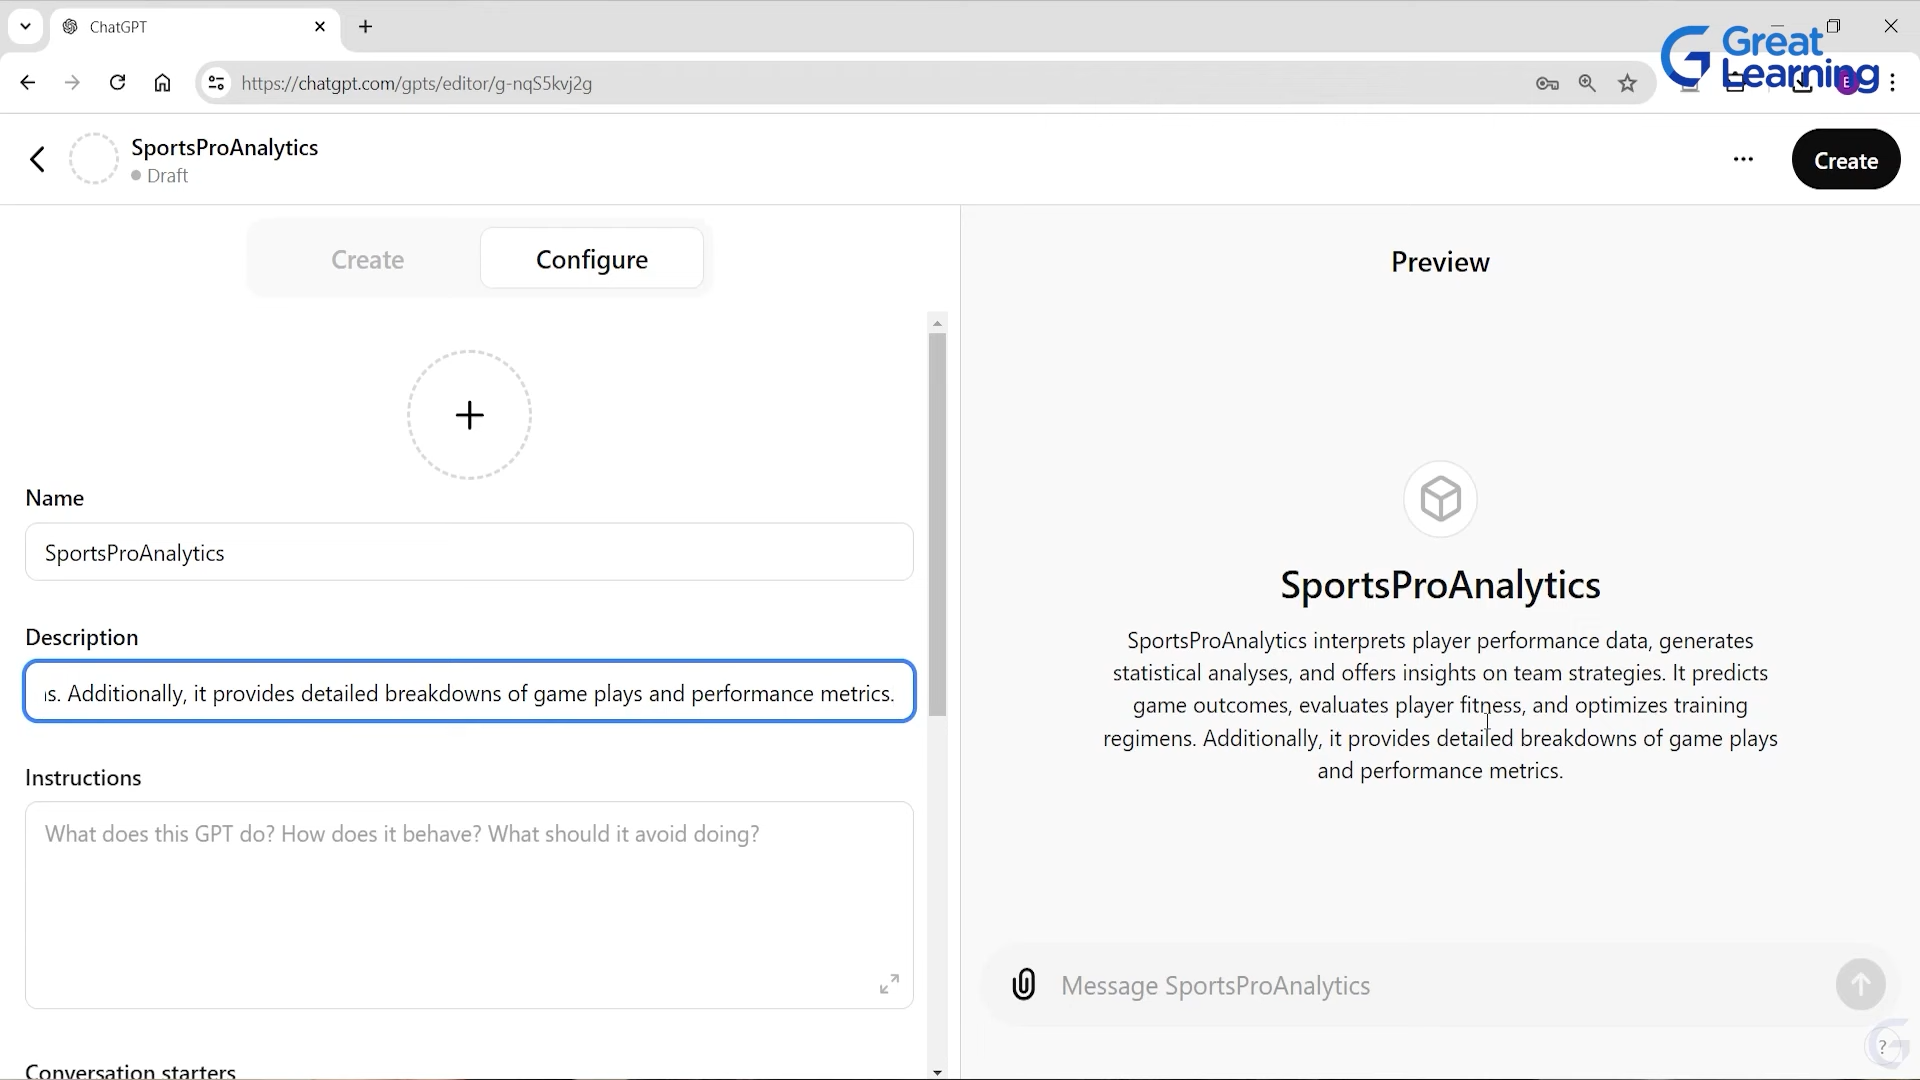 ChatGPT
Great
Learning
https://chatgpt.com/gpts/editor/g-nqS5kvj2g
E
SportsProAnalytics
Draft
Create
Create
Configure
Name
SportsProAnalytics
Description
s. Additionally, it provides detailed breakdowns of game plays and performance metrics.
Instructions
What does this GPT do? How does it behave? What should it avoid doing?
Conversation starters
Preview
SportsProAnalytics
SportsProAnalytics interprets player performance data, generates
statistical analyses, and offers insights on team strategies. It predicts
game outcomes, evaluates player fitness, and optimizes training
regimens. Additionally, it provides detailed breakdowns of game plays
and performance metrics.
Message SportsProAnalytics
?